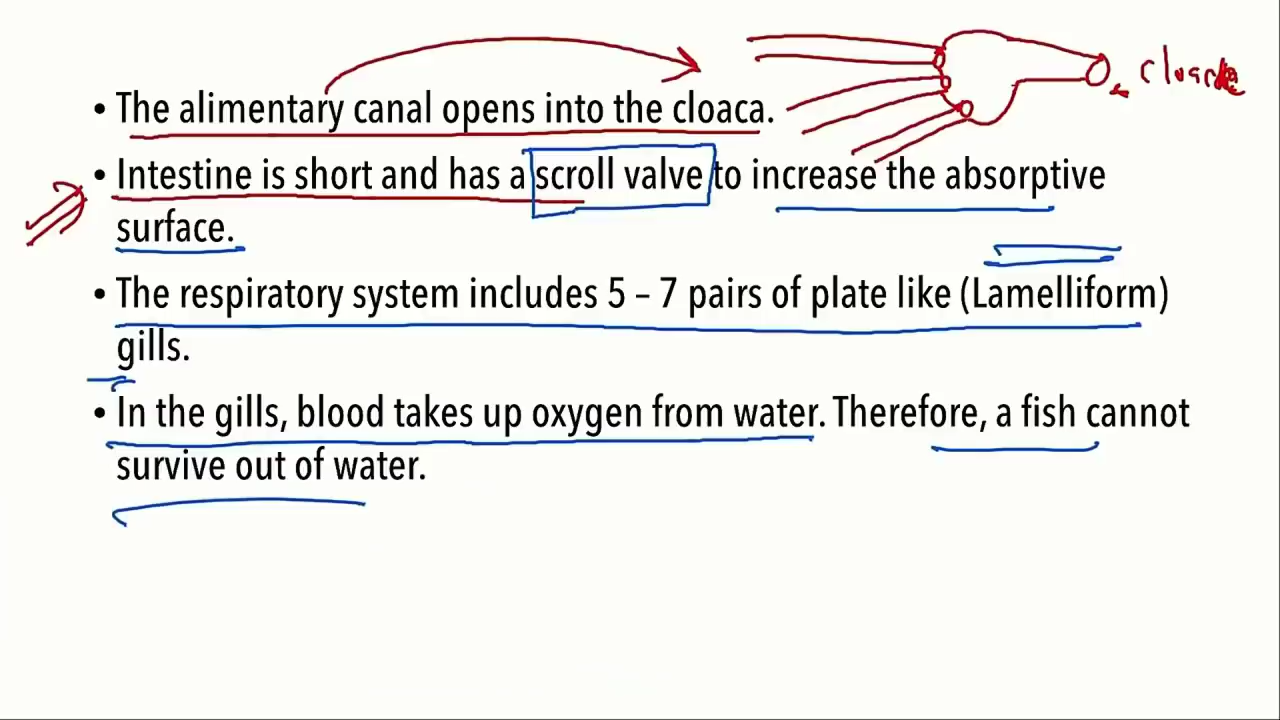 • The alimentary canal opens into the cloaca.
cloaca
• Intestine is short and has a scroll valve to increase the absorptive
surface.
• The respiratory system includes 5 – 7 pairs of plate like (Lamelliform)
gills.
• In the gills, blood takes up oxygen from water. Therefore, a fish cannot
survive out of water.